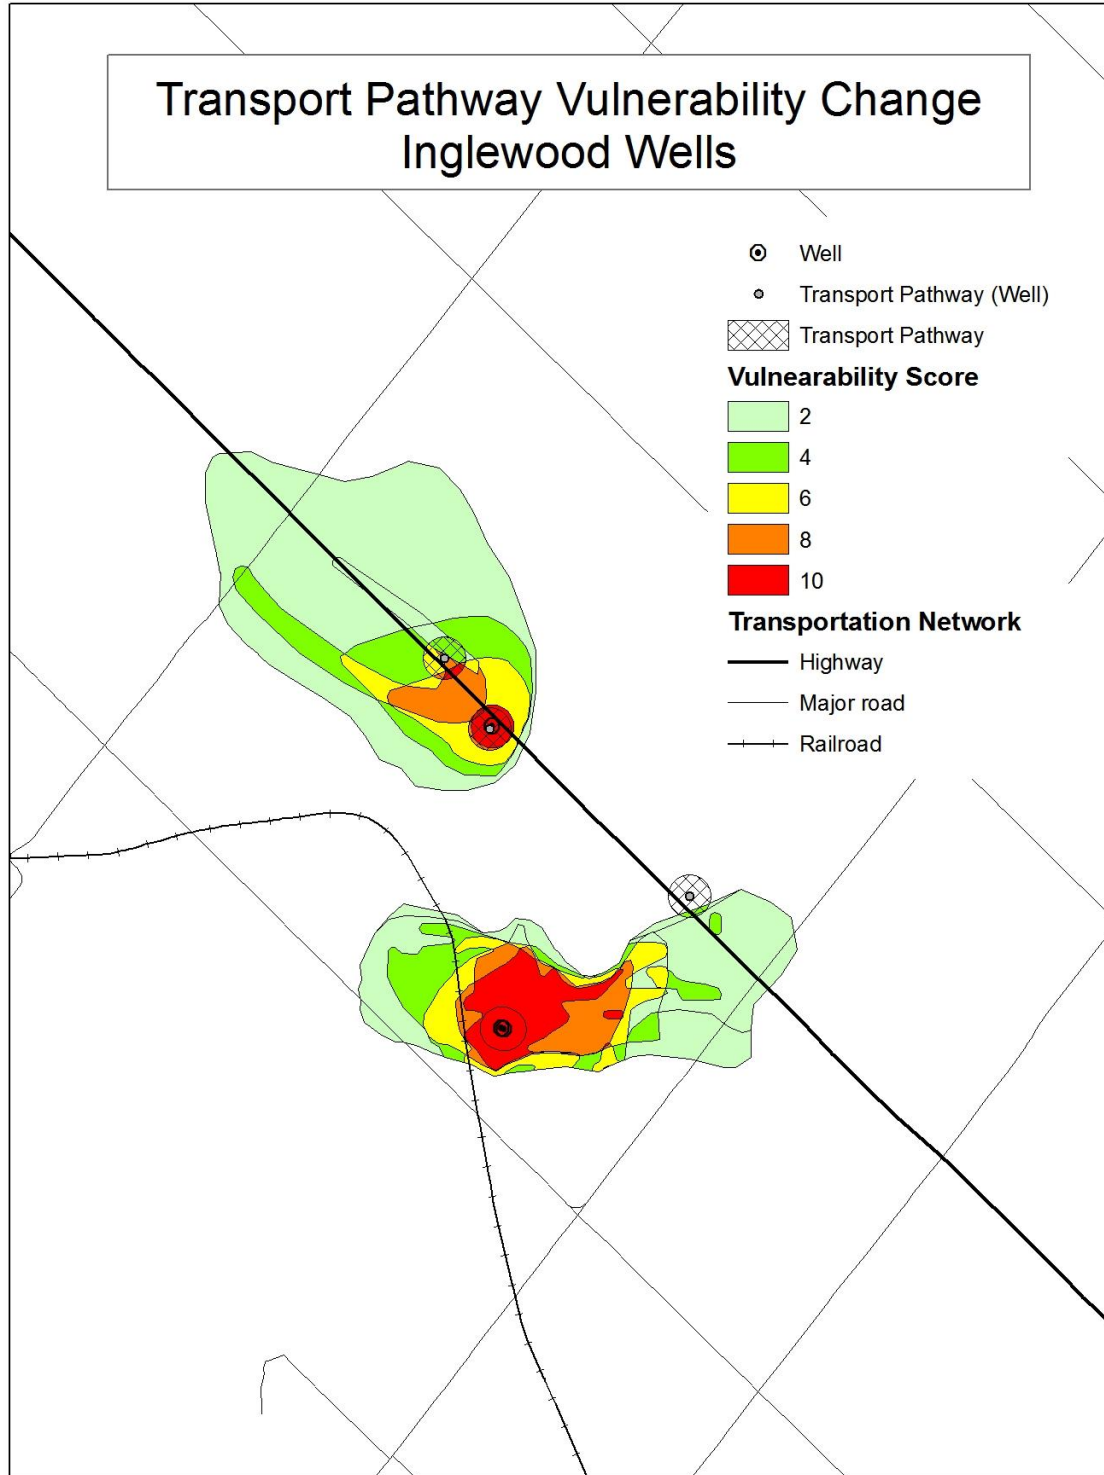 Transport Pathway Vulnerability Change
Inglewood Wells
Well
Transport Pathway (Well)
Transport Pathway
Vulnearability Score
2
4
6
8
10
Transportation Network
Highway
Major road
Railroad